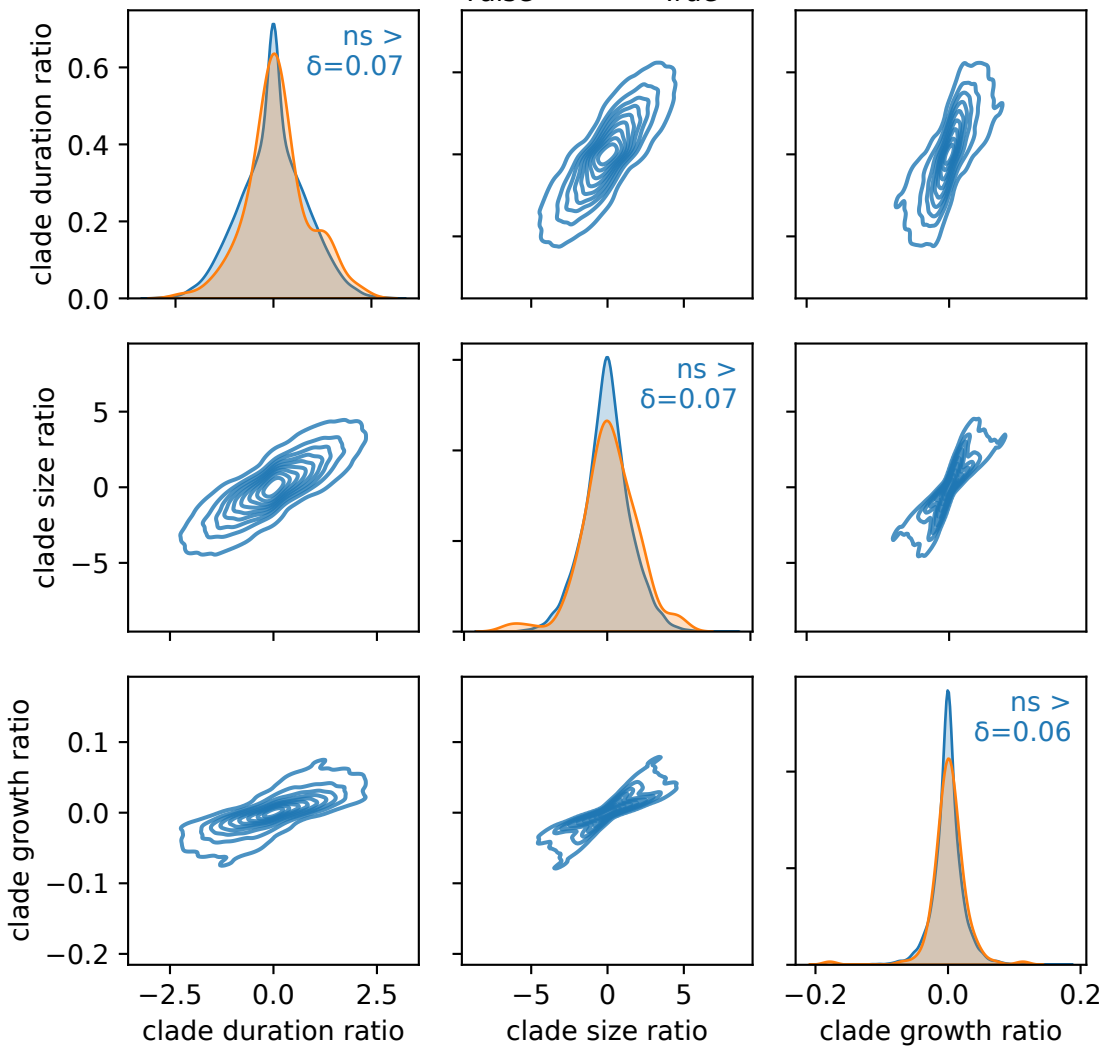 True
clade duration ratio
0.6
0.4
0.2
0.0
ns >
δ=0.07
clade size ratio
5
0
−5
ns >
δ=0.07
clade growth ratio
0.1
0.0
−0.1
−0.2
ns >
δ=0.06
−2.5
0.0
2.5
−5
0
5
−0.2
0.0
0.2
clade duration ratio
clade size ratio
clade growth ratio